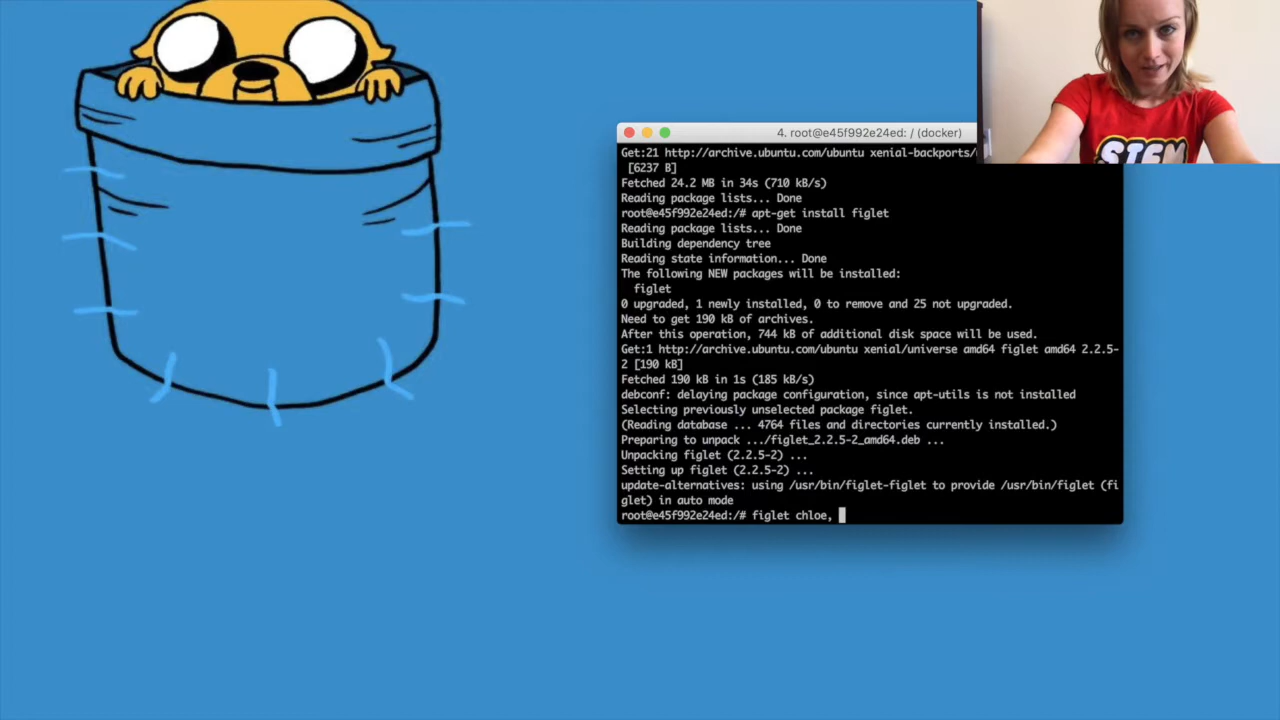 4. root@e45f992e24ed: / (docker)
Get:21 http://archive.ubuntu.com/ubuntu xenial-backports/
[6237 B]
Fetched 24.2 MB in 34s (710 kB/s)
Reading package lists... Done
root@e45f992e24ed:/# apt-get install figlet
Reading package lists... Done
Building dependency tree
Reading state information... Done
The following NEW packages will be installed:
figlet
0 upgraded, 1 newly installed, 0 to remove and 25 not upgraded.
Need to get 190 kB of archives.
After this operation, 744 kB of additional disk space will be used.
Get:1 http://archive.ubuntu.com/ubuntu xenial/universe amd64 figlet amd64 2.2.5-
2 [190 kB]
Fetched 190 kB in 1s (185 kB/s)
debconf: delaying package configuration, since apt-utils is not installed
Selecting previously unselected package figlet.
(Reading database ... 4764 files and directories currently installed.)
Preparing to unpack .../figlet_2.2.5-2_amd64.deb ...
Unpacking figlet (2.2.5-2) ...
Setting up figlet (2.2.5-2) ...
update-alternatives: using /usr/bin/figlet-figlet to provide /usr/bin/figlet (fi
glet) in auto mode
root@e45f992e24ed:/# figlet chloe,
STEM